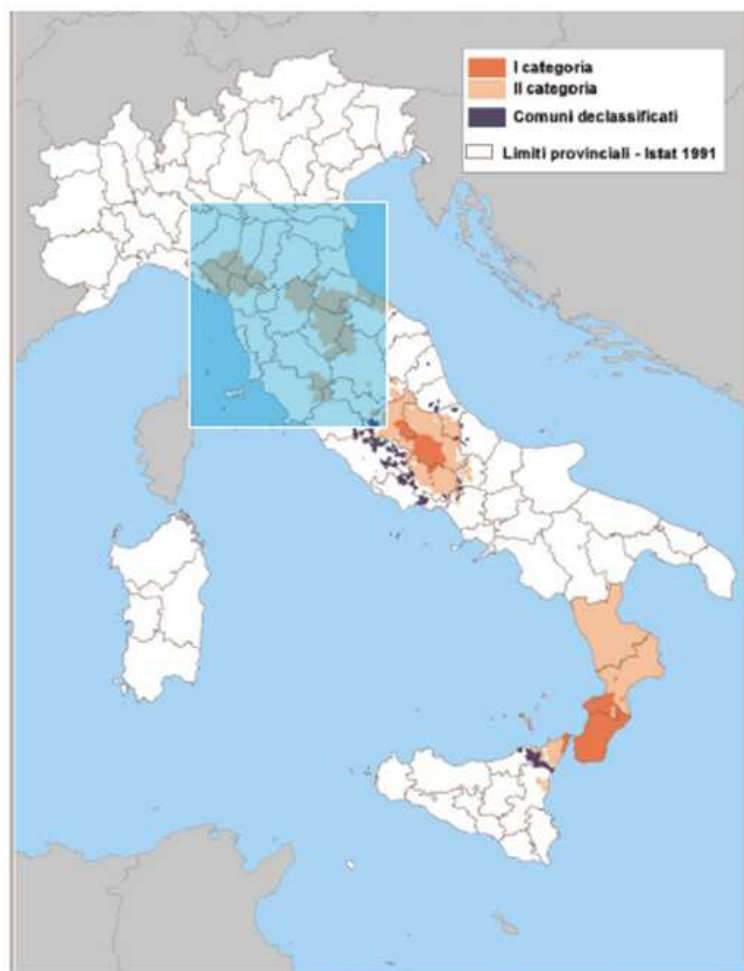 I categoria
II categoria
Comuni declassificati
Limiti provinciali - Istat 1991